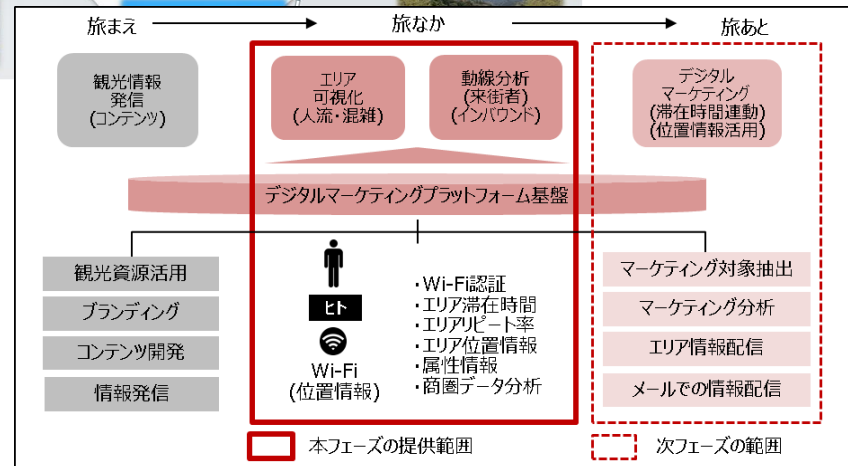 旅まえ
旅なか
旅あと
観光情報
発信
(コンテンツ)
エリア
可視化
(人流・混雑)
動線分析
(来街者)
(インバウンド)
デジタル
マーケティング
(滞在時間連動)
(位置情報活用)
デジタルマーケティングプラットフォーム基盤
観光資源活用
ブランディング
コンテンツ開発
情報発信
ヒト
Wi-Fi
(位置情報)
・Wi-Fi認証
・エリア滞在時間
・エリアリピート率
・エリア位置情報
・属性情報
・商圏データ分析
マーケティング対象抽出
マーケティング分析
エリア情報配信
メールでの情報配信
本フェーズの提供範囲
次フェーズの範囲